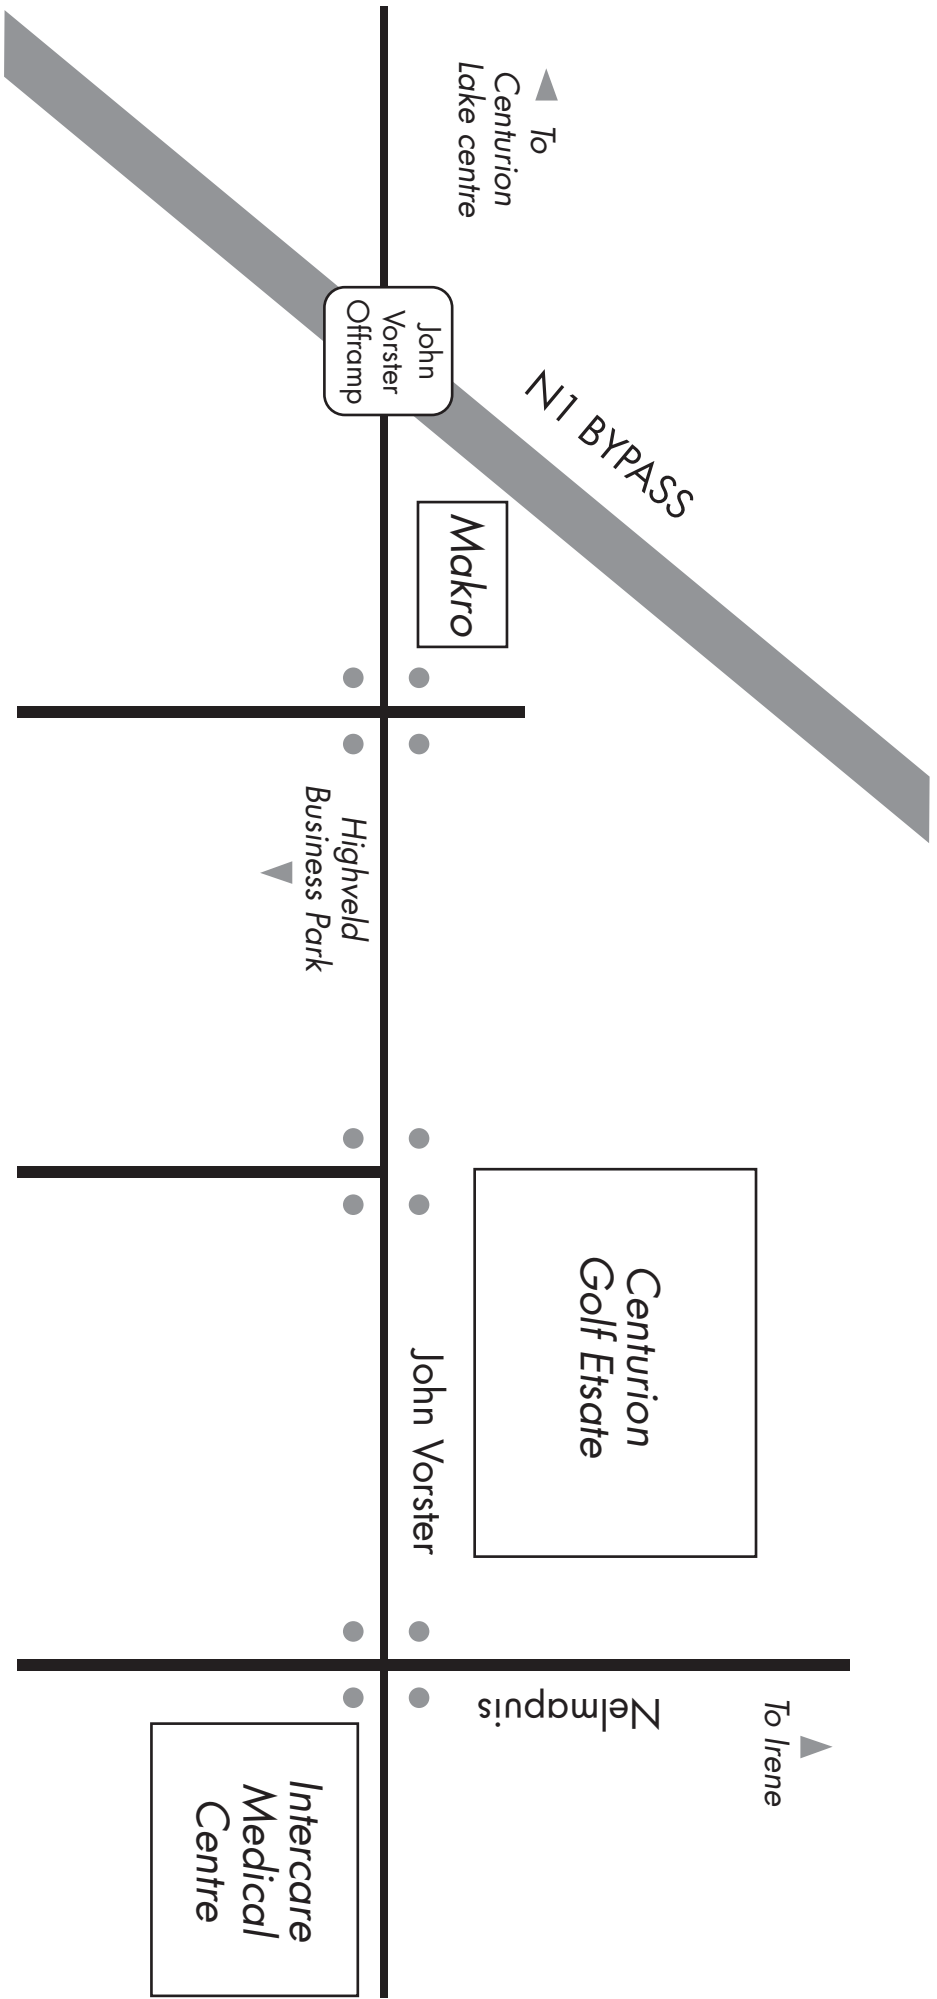 To
Centurion
Lake centre
John
Vorster
Offramp
N1 BYPASS
Makro
Highveld
Business Park
Centurion
Golf Etsate
John Vorster
Nelmapuis
To Irene
Intercare
Medical
Centre